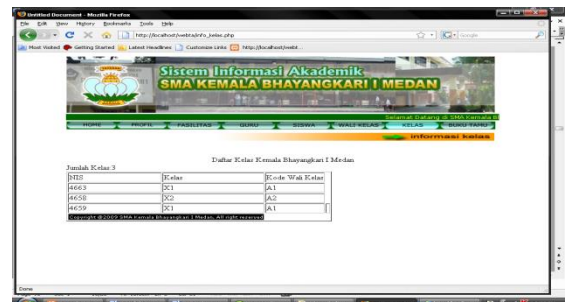 Untitled Document - Mozilla Firefox
File Edit View History Bookmarks Tools Help
http://localhost/webta/info_kelas.php
Google
Most Visited Getting Started Latest Headlines Customize Links http://localhost/webt...
Sistem Informasi Akademik
SMA KEMALA BHAYANGKARI I MEDAN
Selamat Datang di SMA Kemala B
HOME PROFIL FASILITAS GURU SISWA WALI KELAS KELAS BUKU TAMU
informasi kelas
Daftar Kelas Kemala Bhayangkari I Medan
Jumlah Kelas:3
NIS Kelas Kode Wali Kelas
4663 X1 A1
4658 X2 A2
4659 X1 A1
Copyright @2009 SMA Kemala Bhayangkari I Medan, All right reserved
Done